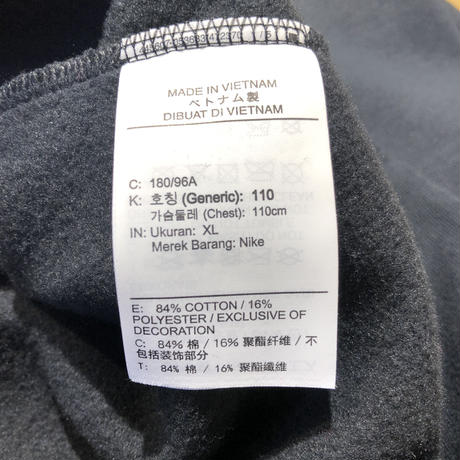 MADE IN VIETNAM
ベトナム製
DIBUAT DI VIETNAM
C: 180/96A
K: 호칭 (Generic): 110
가슴둘레 (Chest): 110cm
IN: Ukuran: XL
Merek Barang: Nike
E: 84% COTTON / 16%
POLYESTER / EXCLUSIVE OF
DECORATION
C: 84% 棉 / 16% 聚酯纤维 / 不
包括装饰部分
T: 84% 棉 / 16% 聚酯纖維